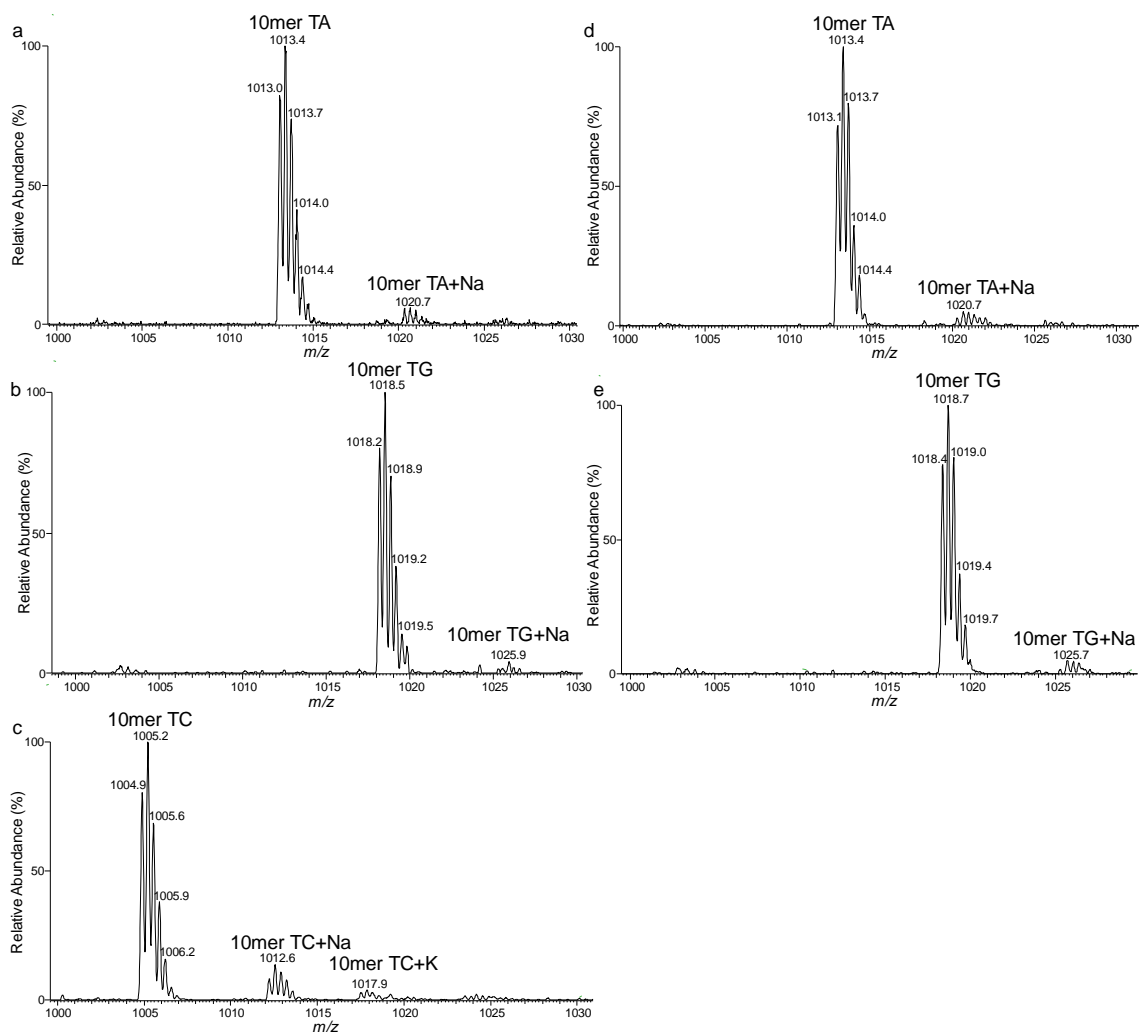 a
10mer TA
1013.4
1013.0
1013.7
1014.0
1014.4
10mer TA+Na
1020.7
100
50
0
Relative Abundance (%)
1000 1005 1010 1015 1020 1025 1030
m/z
d
10mer TA
1013.4
1013.7
1013.1
1014.0
1014.4
10mer TA+Na
1020.7
100
50
0
Relative Abundance (%)
1000 1005 1010 1015 1020 1025 1030
m/z
b
10mer TG
1018.5
1018.2
1018.9
1019.2
1019.5
10mer TG+Na
1025.9
100
50
0
Relative Abundance (%)
1000 1005 1010 1015 1020 1025 1030
m/z
e
10mer TG
1018.7
1018.4
1019.0
1019.4
1019.7
10mer TG+Na
1025.7
100
50
0
Relative Abundance (%)
1000 1005 1010 1015 1020 1025
m/z
c
10mer TC
1005.2
1004.9
1005.6
1005.9
1006.2
10mer TC+Na
1012.6
10mer TC+K
1017.9
100
50
0
Relative Abundance (%)
1000 1005 1010 1015 1020 1025 1030
m/z